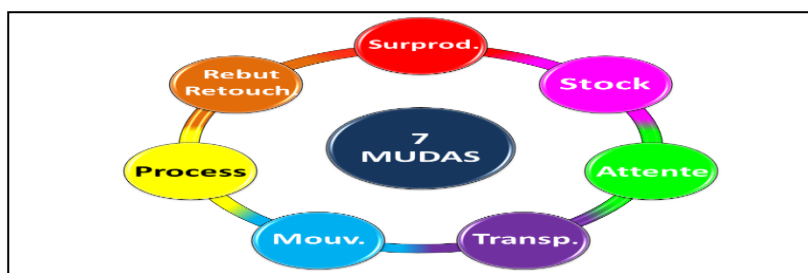 Surprod.
Rebut
Retouch.
Stock
7
MUDAS
Process
Attente
Mouv.
Transp.